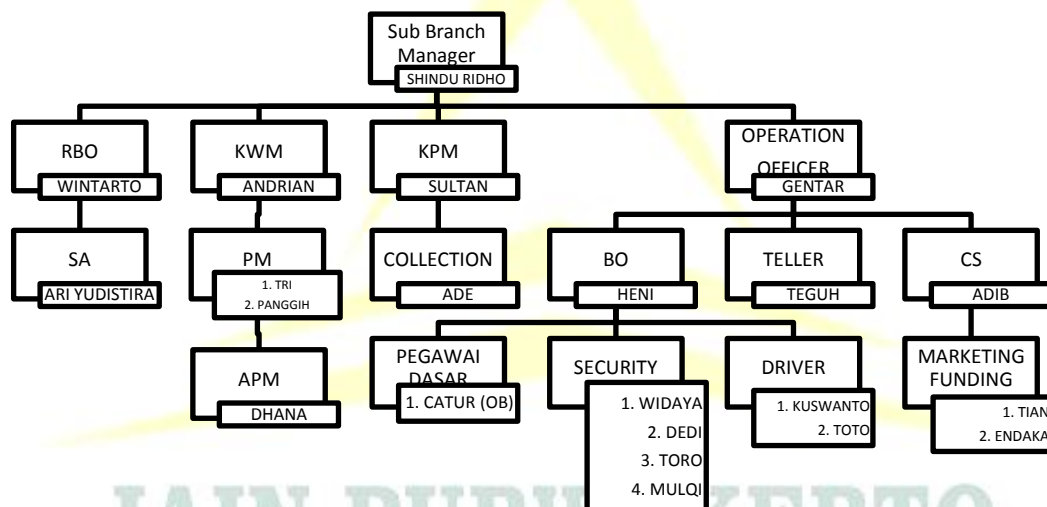 Sub Branch
Manager
SHINDU RIDHO
RBO
WINTARTO
KWM
ANDRIAN
KPM
SULTAN
OPERATION
OFFICER
GENTAR
SA
ARI YUDISTIRA
PM
1. TRI
2. PANGGIH
COLLECTION
ADE
BO
HENI
TELLER
TEGUH
CS
ADIB
APM
DHANA
PEGAWAI
DASAR
1. CATUR (OB)
SECURITY
1. WIDAYA
2. DEDI
3. TORO
4. MULQI
DRIVER
1. KUSWANTO
2. TOTO
MARKETING
FUNDING
1. TIAN
2. ENDAKA